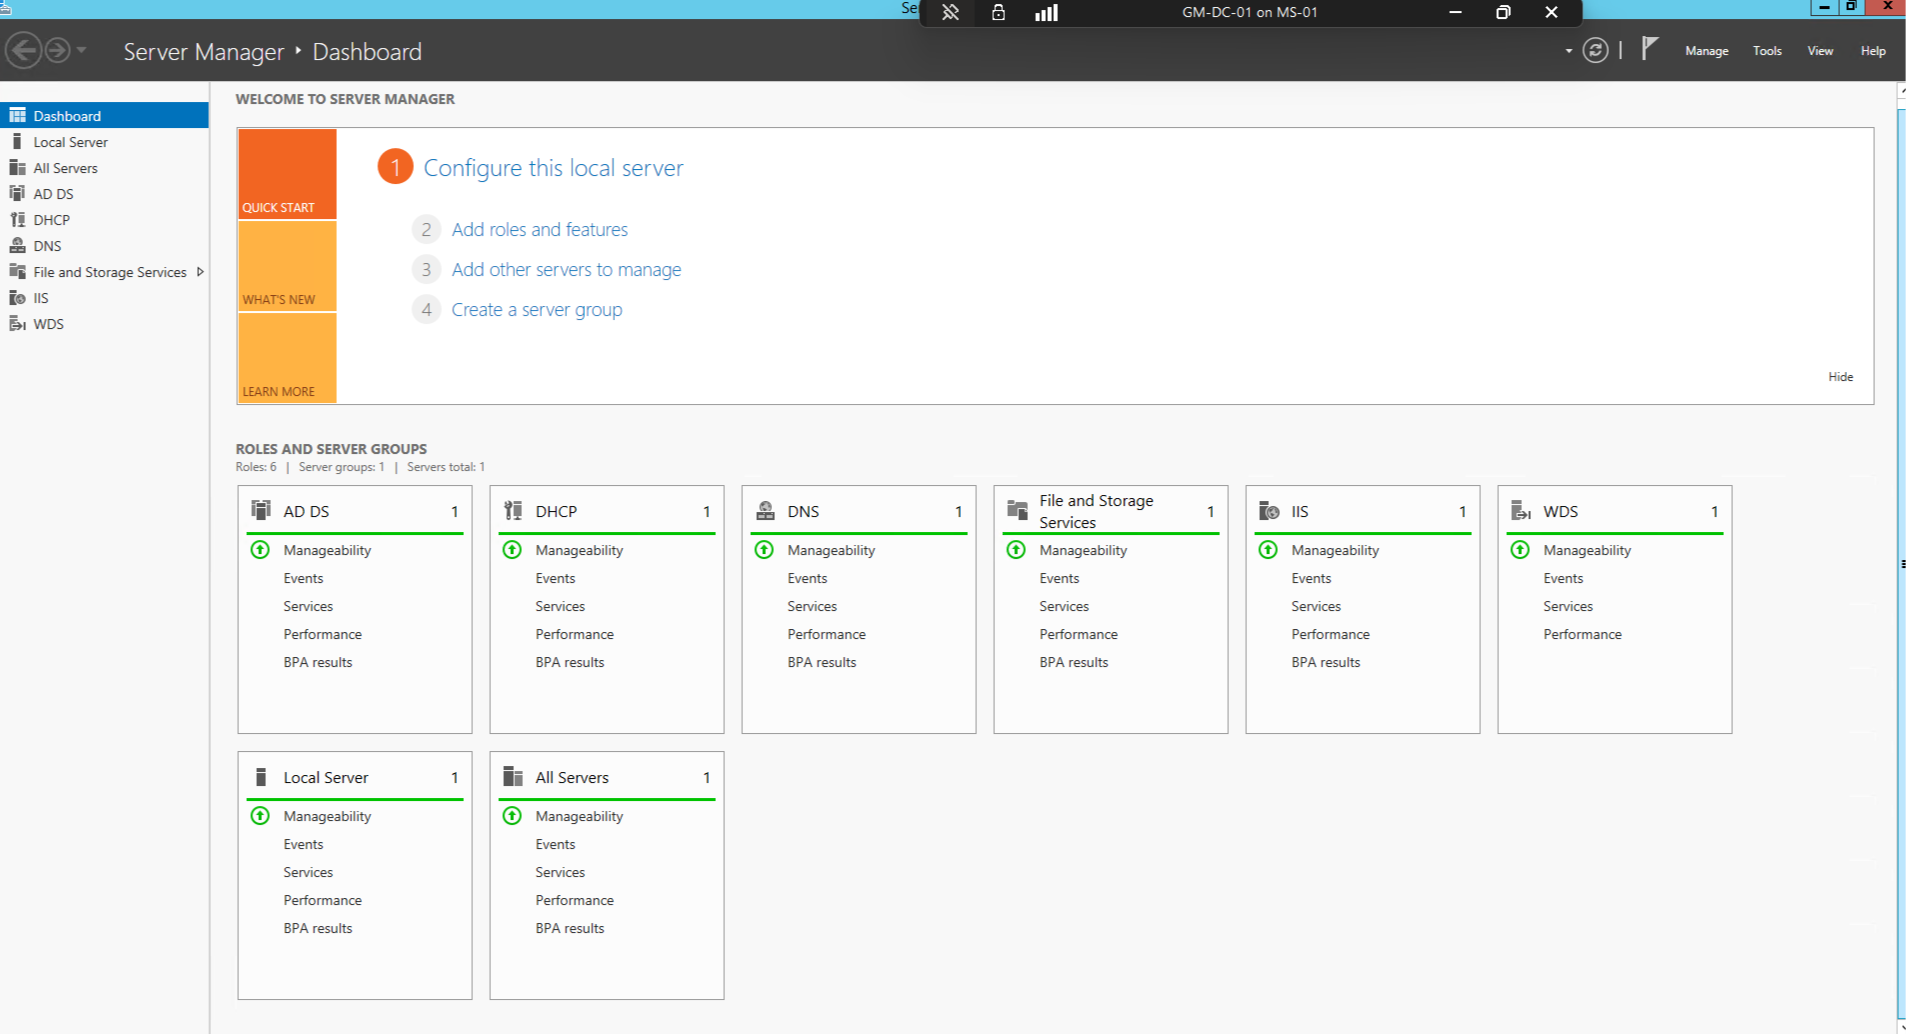 Ser
GM-DC-01 on MS-01
Server Manager ‣ Dashboard
Manage Tools View Help
Dashboard
Local Server
All Servers
AD DS
DHCP
DNS
File and Storage Services
IIS
WDS
WELCOME TO SERVER MANAGER
QUICK START
WHAT'S NEW
LEARN MORE
1 Configure this local server
2 Add roles and features
3 Add other servers to manage
4 Create a server group
Hide
ROLES AND SERVER GROUPS
Roles: 6 | Server groups: 1 | Servers total: 1
AD DS 1
Manageability
Events
Services
Performance
BPA results
DHCP 1
Manageability
Events
Services
Performance
BPA results
DNS 1
Manageability
Events
Services
Performance
BPA results
File and Storage
Services 1
Manageability
Events
Services
Performance
BPA results
IIS 1
Manageability
Events
Services
Performance
BPA results
WDS 1
Manageability
Events
Services
Performance
Local Server 1
Manageability
Events
Services
Performance
BPA results
All Servers 1
Manageability
Events
Services
Performance
BPA results